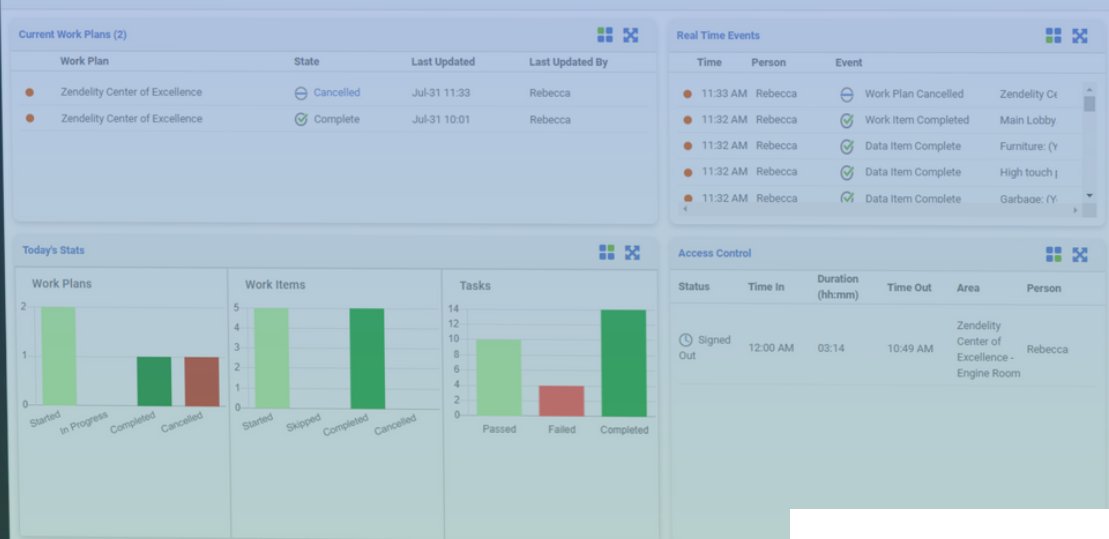 Current Work Plans (2)
Work Plan State Last Updated Last Updated By
Zendelity Center of Excellence Cancelled Jul-31 11:33 Rebecca
Zendelity Center of Excellence Complete Jul-31 10:01 Rebecca
Real Time Events
Time Person Event
11:33 AM Rebecca Work Plan Cancelled Zendelity Ce
11:32 AM Rebecca Work Item Completed Main Lobby
11:32 AM Rebecca Data Item Complete Furniture: (Y
11:32 AM Rebecca Data Item Complete High touch
11:32 AM Rebecca Data Item Complete Garbage: (Y
Today's Stats
Work Plans
2
1
0
Started In Progress Completed Cancelled
Work Items
5
4
3
2
1
0
Started Skipped Completed Cancelled
Tasks
14
12
10
8
6
4
2
0
Passed Failed Completed
Access Control
Status Time In Duration (hh:mm) Time Out Area Person
Signed Out 12:00 AM 03:14 10:49 AM Zendelity Center of Excellence - Engine Room Rebecca